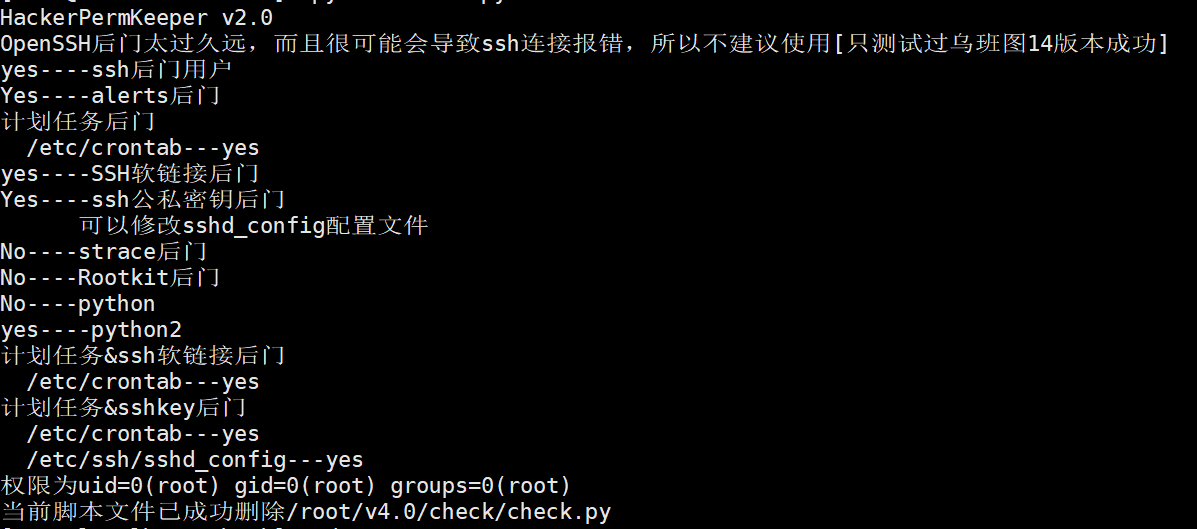 HackerPermKeeper v2.0
OpenSSH后门太过久远，而且很可能会导致ssh连接报错，所以不建议使用[只测试过乌班图14版本成功]
yes----ssh后门用户
Yes----alerts后门
计划任务后门
  /etc/crontab---yes
yes----SSH软链接后门
Yes----ssh公私密钥后门
      可以修改sshd_config配置文件
No----strace后门
No----Rootkit后门
No----python
yes----python2
计划任务&ssh软链接后门
  /etc/crontab---yes
计划任务&sshkey后门
  /etc/crontab---yes
  /etc/ssh/sshd_config---yes
权限为uid=0(root) gid=0(root) groups=0(root)
当前脚本文件已成功删除/root/v4.0/check/check.py